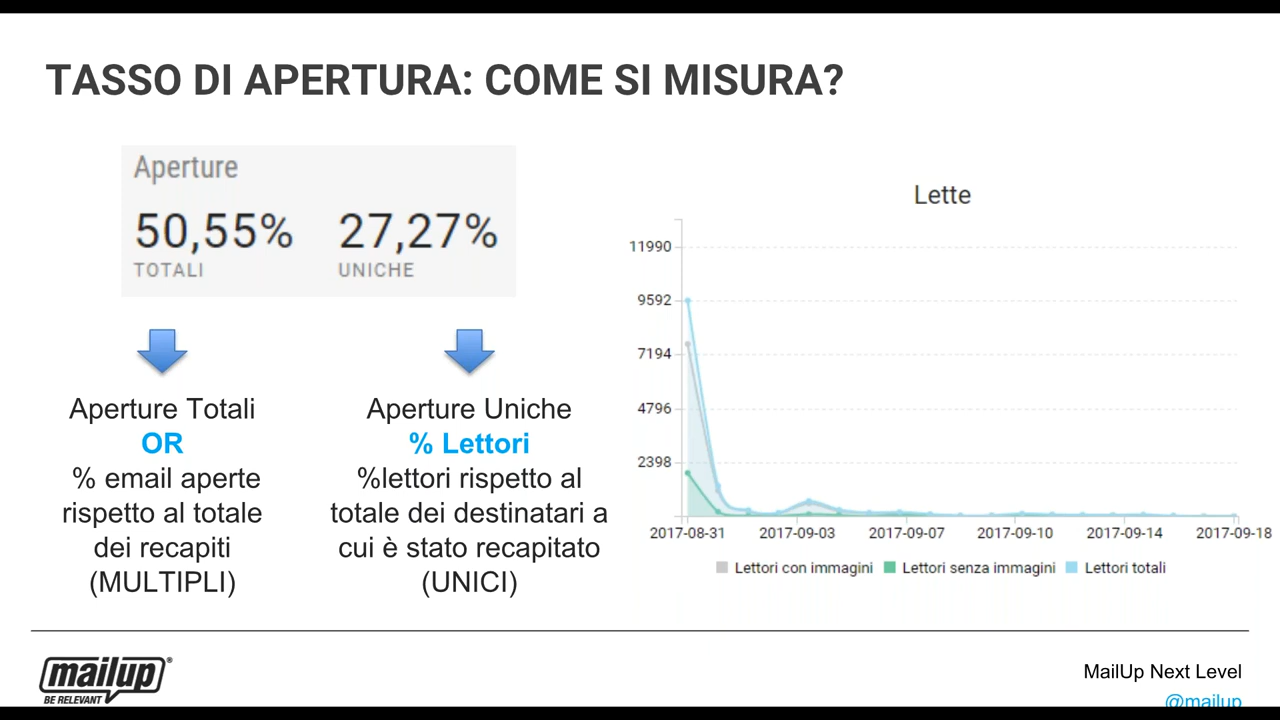 TASSO DI APERTURA: COME SI MISURA?
Aperture
50,55% 27,27%
TOTALI UNICHE
Aperture Totali
OR
% email aperte
rispetto al totale
dei recapiti
(MULTIPLI)
Aperture Uniche
% Lettori
%lettori rispetto al
totale dei destinatari a
cui è stato recapitato
(UNICI)
Lette
11990
9592
7194
4796
2398
2017-08-31 2017-09-03 2017-09-07 2017-09-10 2017-09-14 2017-09-18
Lettori con immagini Lettori senza immagini Lettori totali
mailup®
BE RELEVANT
MailUp Next Level
@mailup